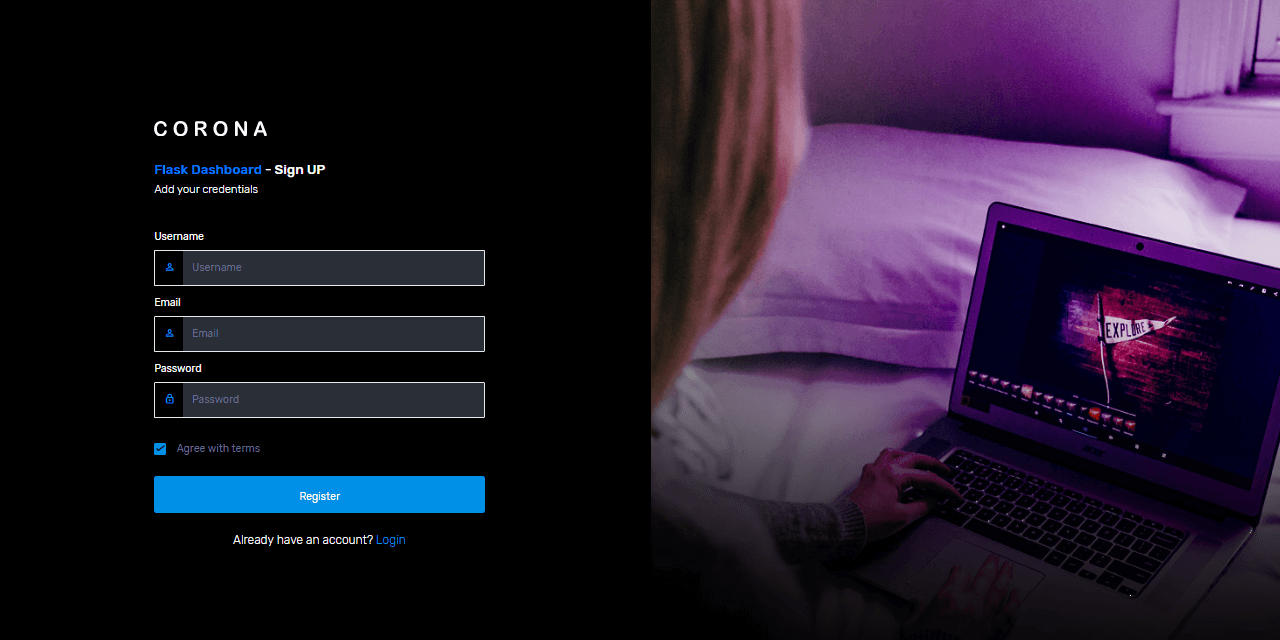 CORONA
Flask Dashboard - Sign UP
Add your credentials
Username
Username
Email
Email
Password
Password
Agree with terms
Register
Already have an account? Login
EXPLORE